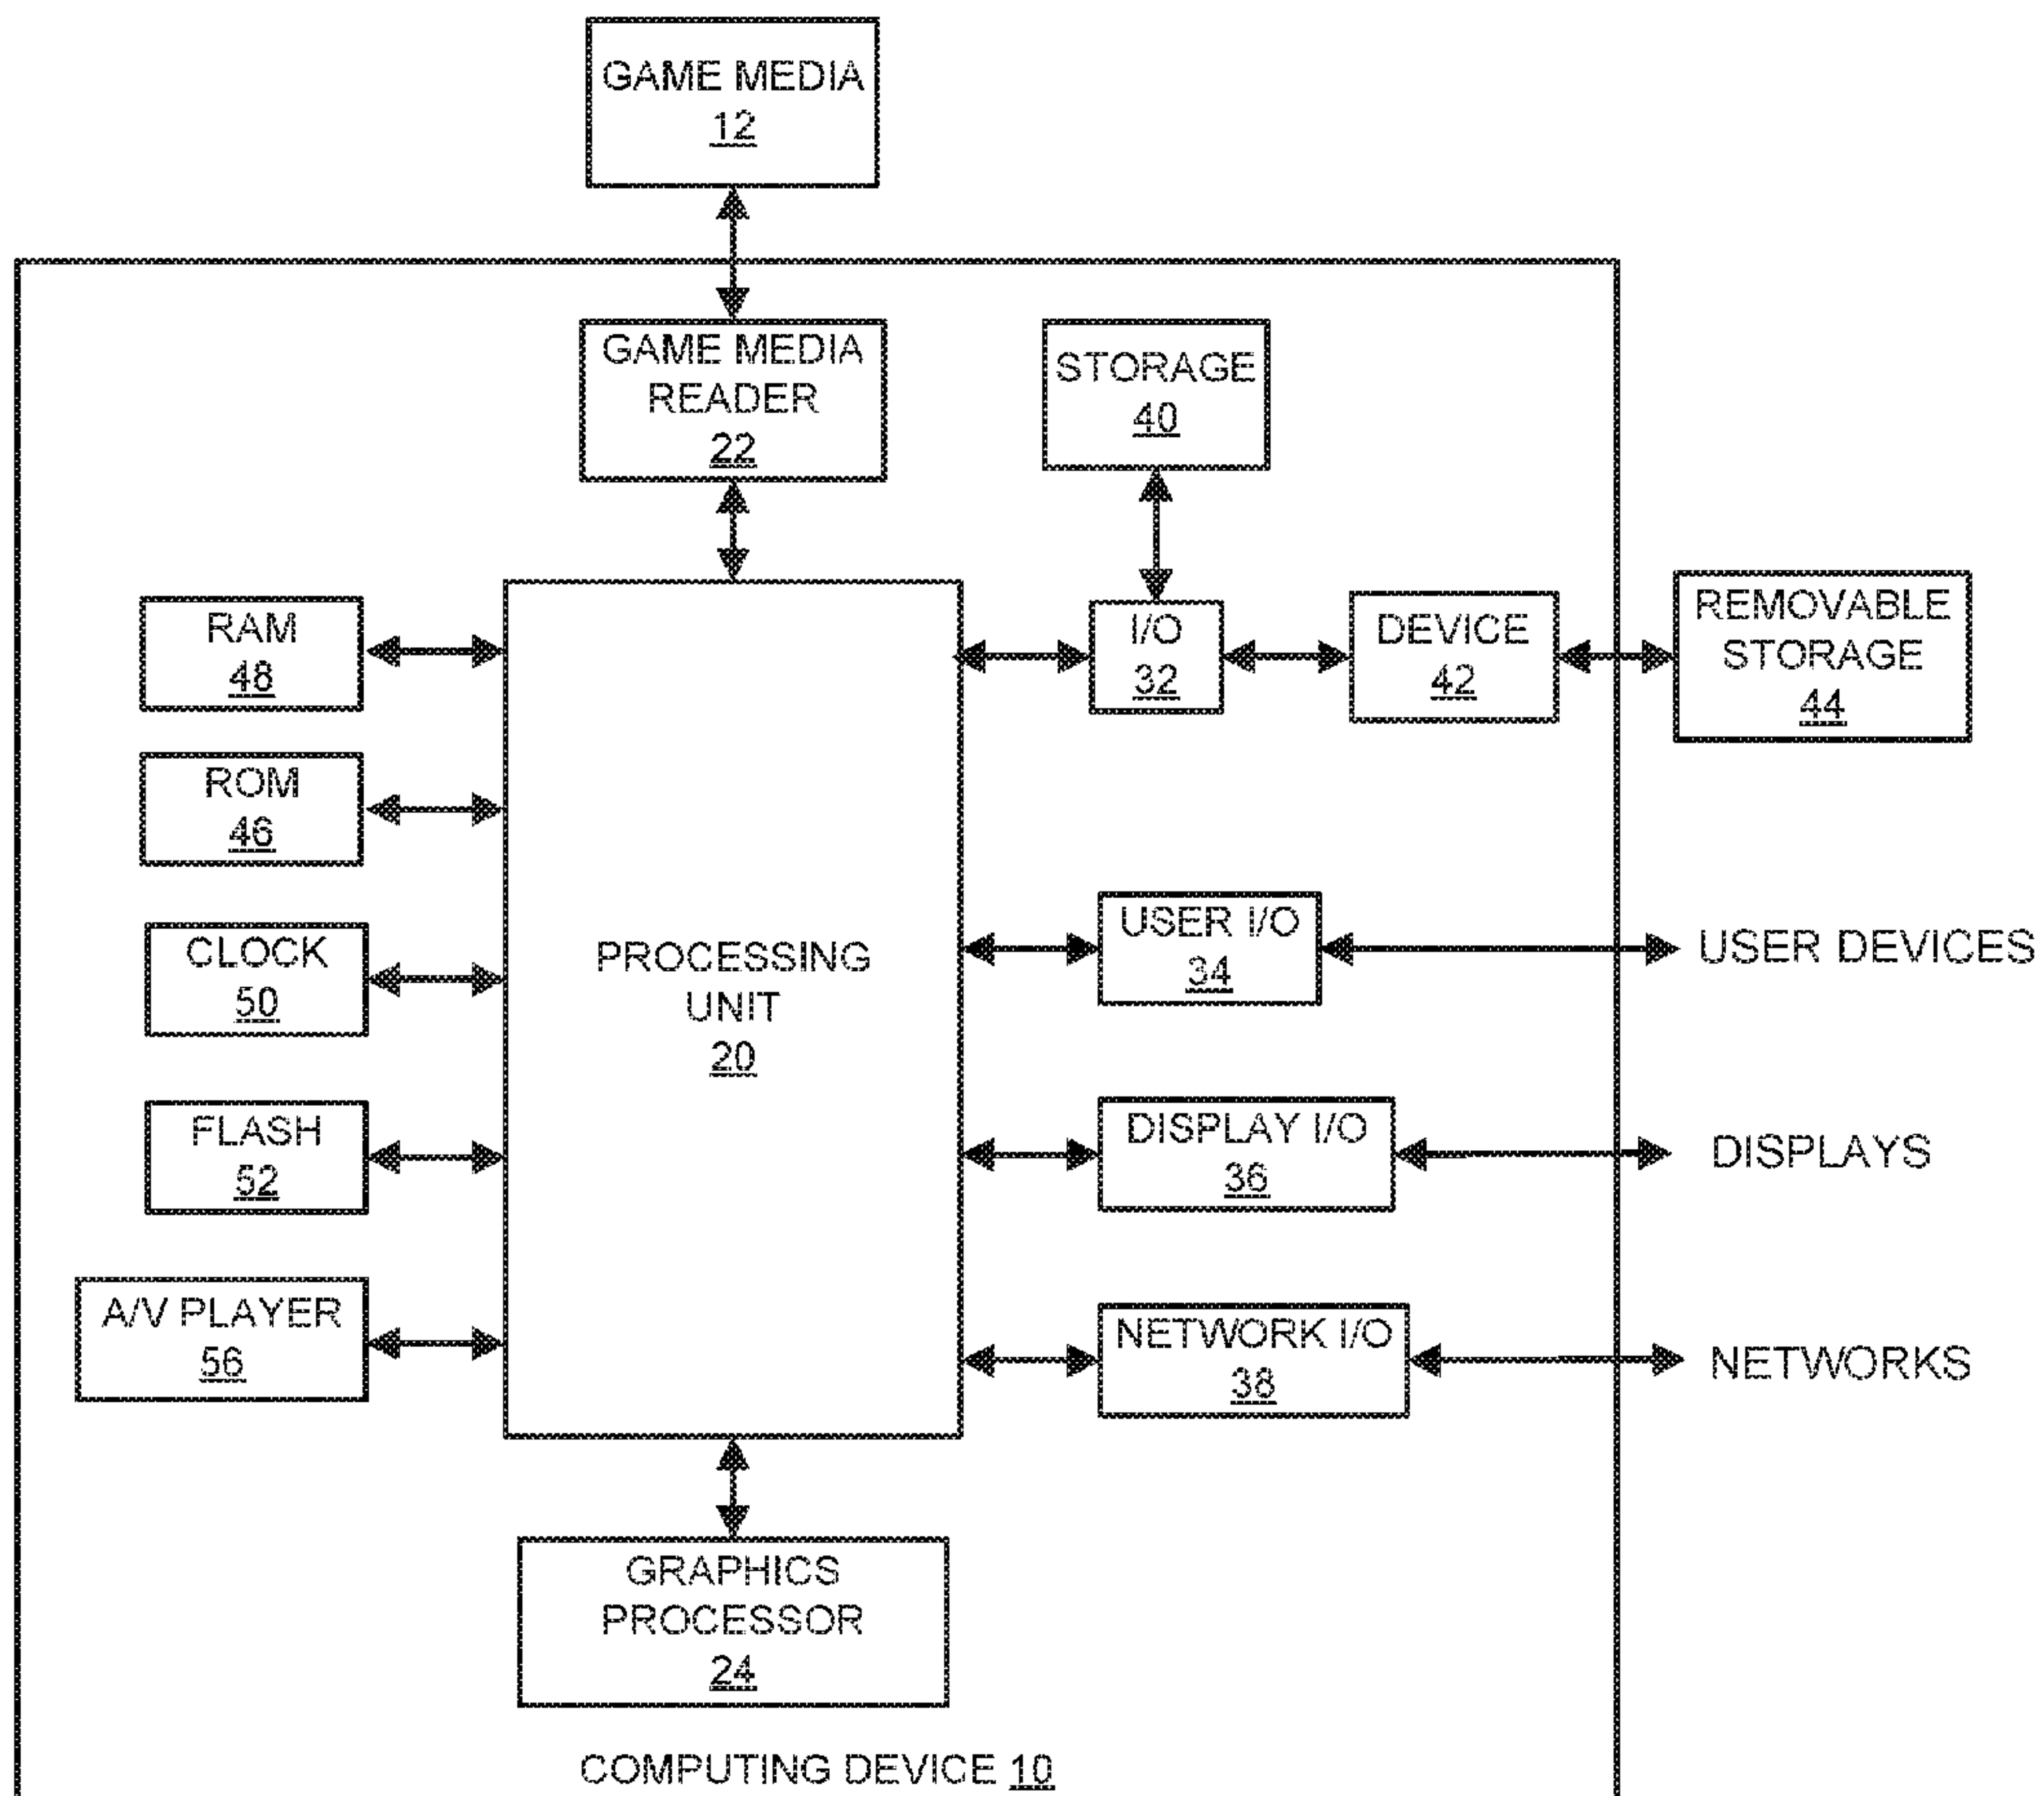 GAME MEDIA
12
GAME MEDIA
READER
22
STORAGE
40
RAM
48
I/O
32
DEVICE
42
REMOVABLE
STORAGE
44
ROM
46
CLOCK
50
PROCESSING
UNIT
20
USER I/O
34
USER DEVICES
FLASH
52
DISPLAY I/O
36
DISPLAYS
A/V PLAYER
56
NETWORK I/O
38
NETWORKS
GRAPHICS
PROCESSOR
24
COMPUTING DEVICE 10